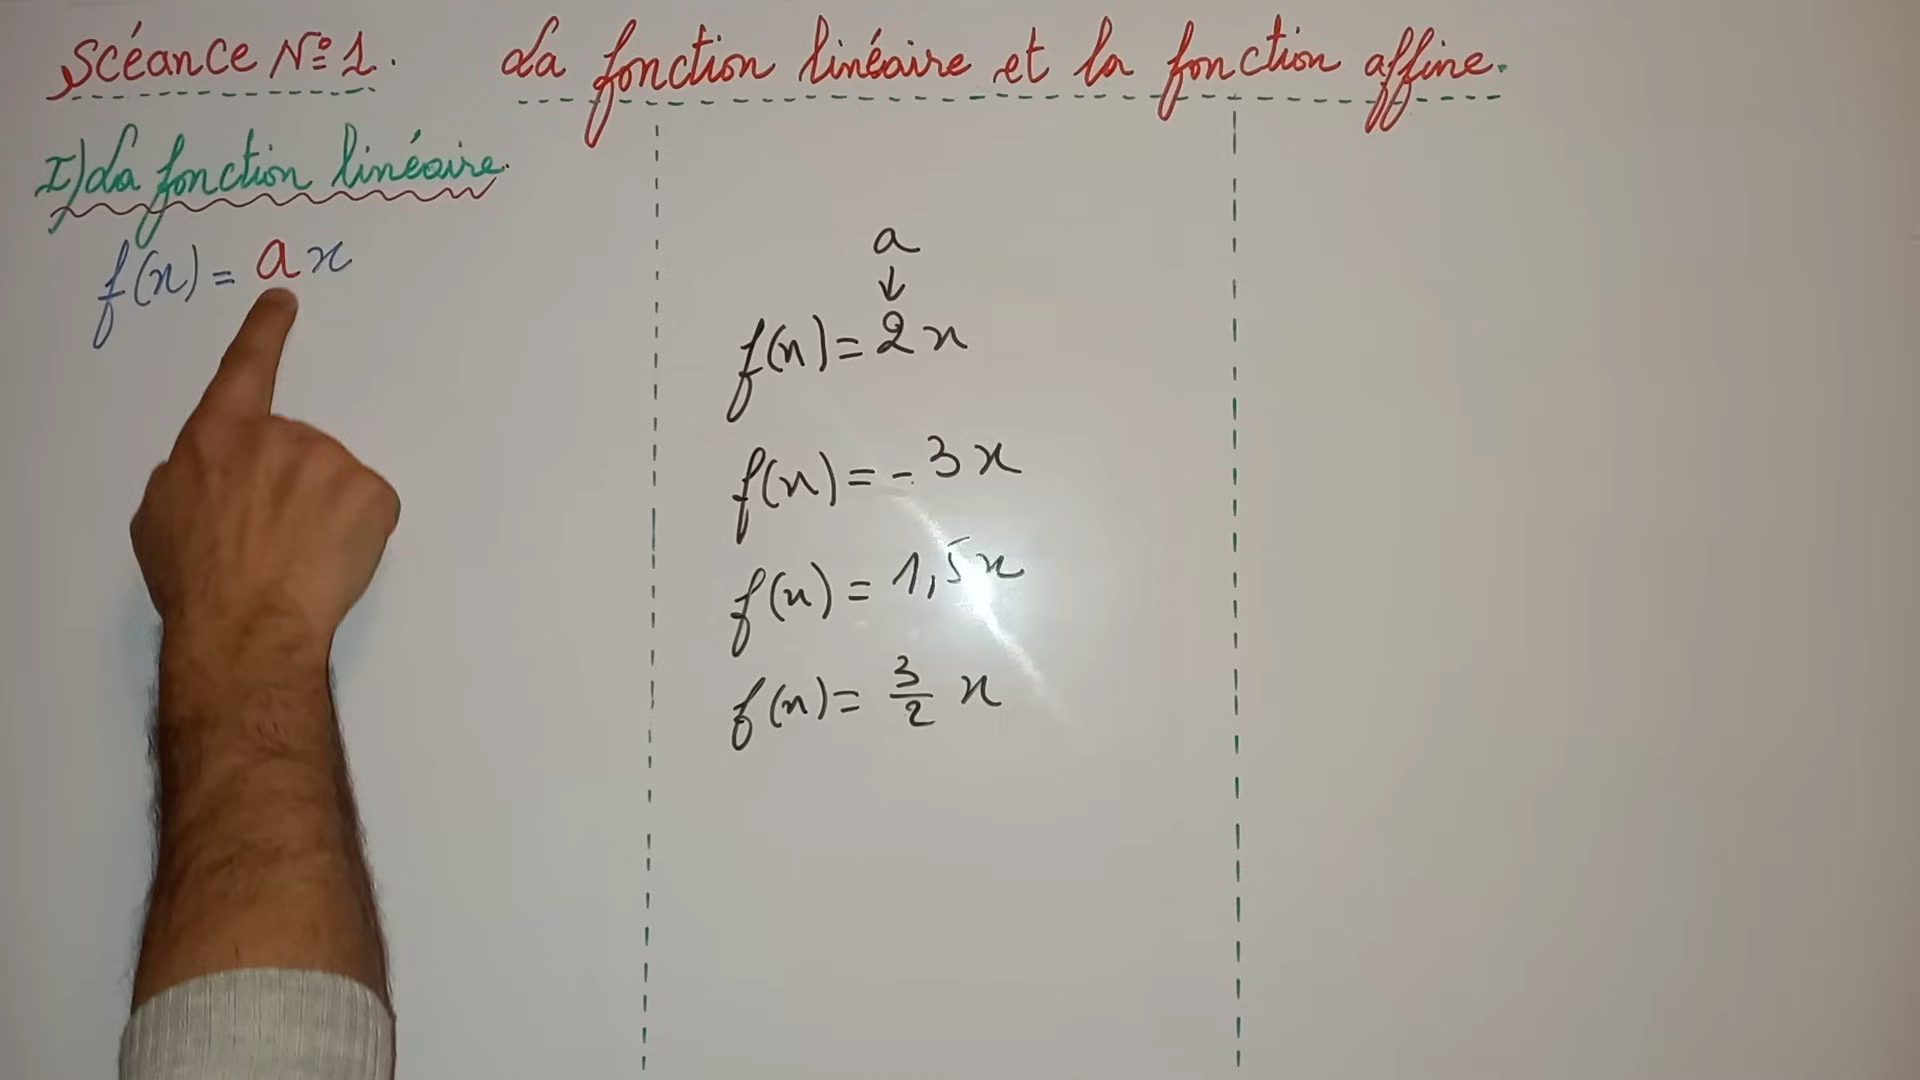 Scéance N° 1. La fonction linéaire et la fonction affine.
I) La fonction linéaire.
f(x) = ax
a
↓
f(x) = 2x
f(x) = -3x
f(x) = 1,5x
f(x) = 3/2 x